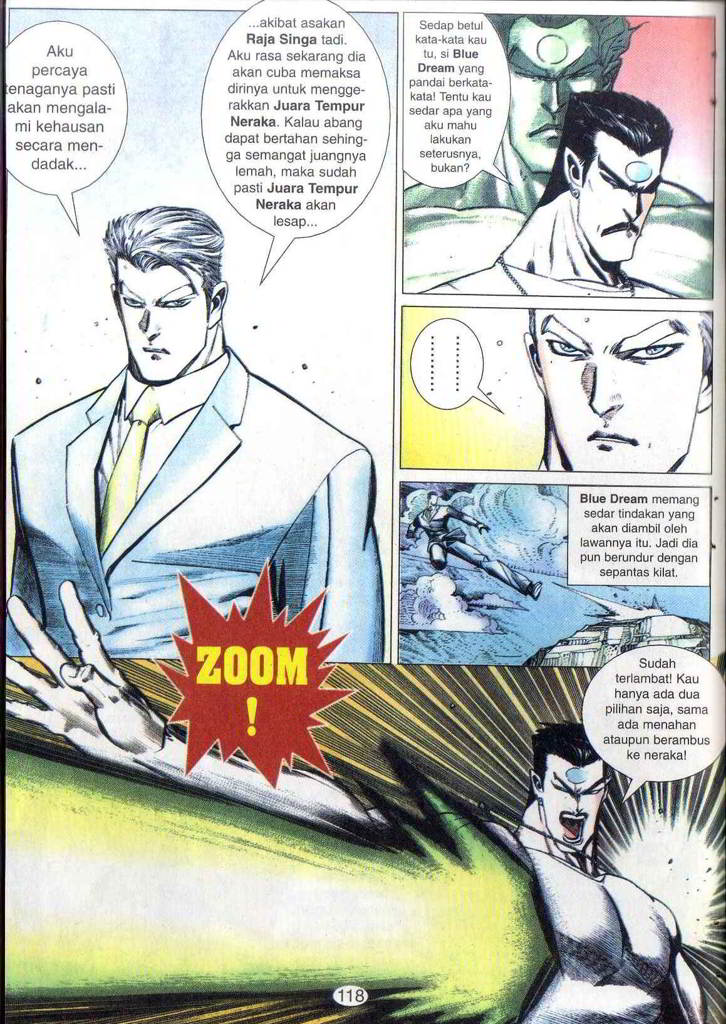 Aku
percaya
tenaganya pasti
akan mengala-
mi kehausan
secara men-
dadak...
...akibat asakan
Raja Singa tadi.
Aku rasa sekarang dia
akan cuba memaksa
dirinya untuk mengge-
rakkan Juara Tempur
Neraka. Kalau abang
dapat bertahan sehing-
ga semangat juangnya
lemah, maka sudah
pasti Juara Tempur
Neraka akan
lesap...
Sedap betul
kata-kata kau
tu, si Blue
Dream yang
pandai berkata-
kata! Tentu kau
sedar apa yang
aku mahu
lakukan
seterusnya,
bukan?
Blue Dream memang
sedar tindakan yang
akan diambil oleh
lawannya itu. Jadi dia
pun berundur dengan
sepantas kilat.
ZOOM
!
Sudah
terlambat! Kau
hanya ada dua
pilihan saja, sama
ada menahan
ataupun berambus
ke neraka!
118